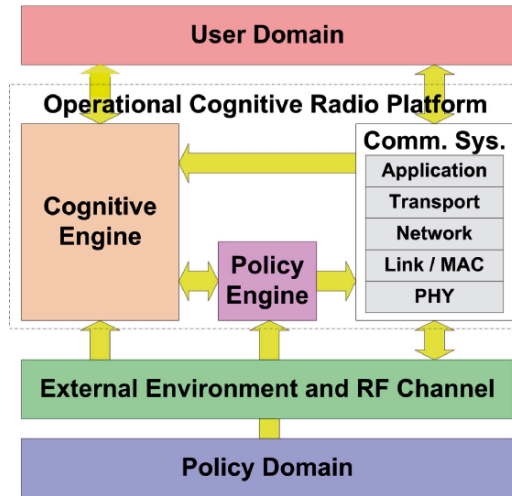 User Domain
Operational Cognitive Radio Platform
Comm. Sys.
Application
Transport
Network
Link / MAC
PHY
Cognitive
Engine
Policy
Engine
External Environment and RF Channel
Policy Domain